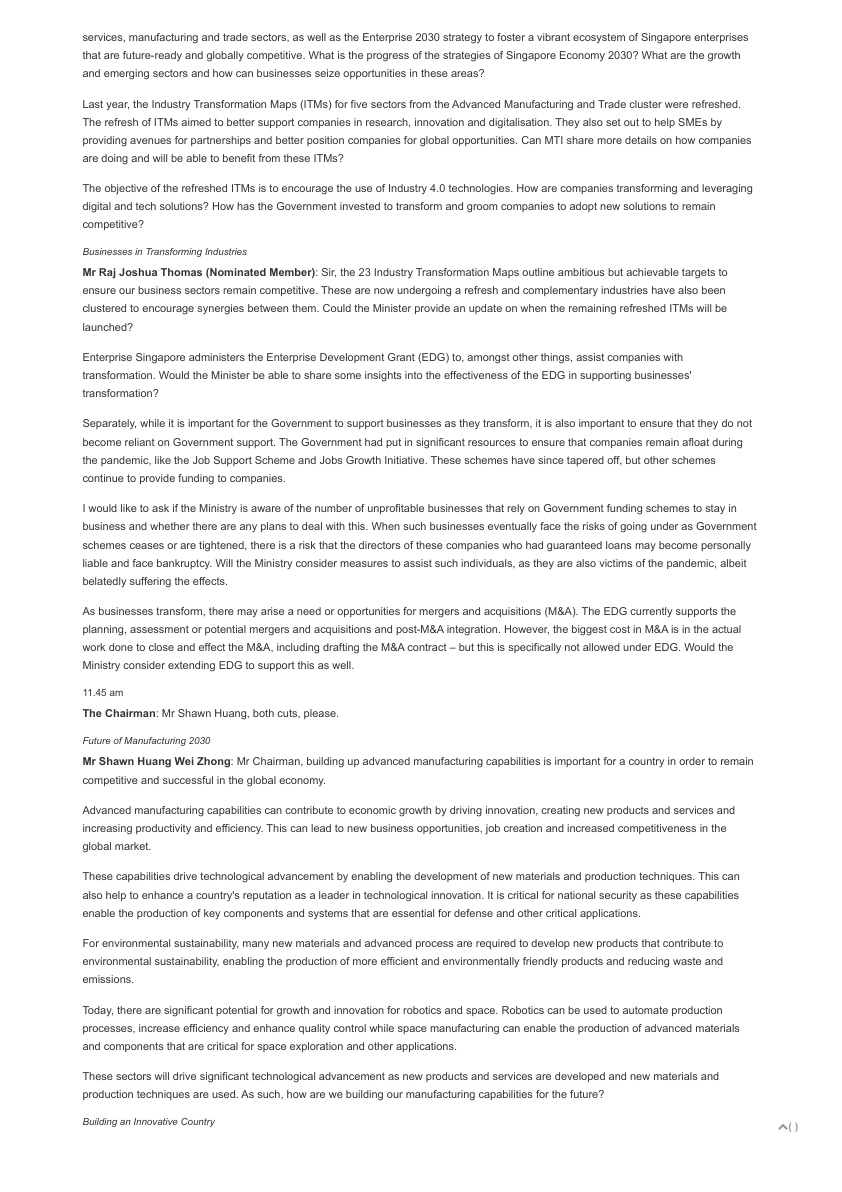 services, manufacturing and trade sectors, as well as the Enterprise 2030 strategy to foster a vibrant ecosystem of Singapore enterprises
that are future-ready and globally competitive. What is the progress of the strategies of Singapore Economy 2030? What are the growth
and emerging sectors and how can businesses seize opportunities in these areas?
Last year, the Industry Transformation Maps (ITMs) for five sectors from the Advanced Manufacturing and Trade cluster were refreshed.
The refresh of ITMs aimed to better support companies in research, innovation and digitalisation. They also set out to help SMEs by
providing avenues for partnerships and better position companies for global opportunities. Can MTI share more details on how companies
are doing and will be able to benefit from these ITMs?
The objective of the refreshed ITMs is to encourage the use of Industry 4.0 technologies. How are companies transforming and leveraging
digital and tech solutions? How has the Government invested to transform and groom companies to adopt new solutions to remain
competitive?
Businesses in Transforming Industries
Mr Raj Joshua Thomas (Nominated Member): Sir, the 23 Industry Transformation Maps outline ambitious but achievable targets to
ensure our business sectors remain competitive. These are now undergoing a refresh and complementary industries have also been
clustered to encourage synergies between them. Could the Minister provide an update on when the remaining refreshed ITMs will be
launched?
Enterprise Singapore administers the Enterprise Development Grant (EDG) to, amongst other things, assist companies with
transformation. Would the Minister be able to share some insights into the effectiveness of the EDG in supporting businesses'
transformation?
Separately, while it is important for the Government to support businesses as they transform, it is also important to ensure that they do not
become reliant on Government support. The Government had put in significant resources to ensure that companies remain afloat during
the pandemic, like the Job Support Scheme and Jobs Growth Initiative. These schemes have since tapered off, but other schemes
continue to provide funding to companies.
I would like to ask if the Ministry is aware of the number of unprofitable businesses that rely on Government funding schemes to stay in
business and whether there are any plans to deal with this. When such businesses eventually face the risks of going under as Government
schemes ceases or are tightened, there is a risk that the directors of these companies who had guaranteed loans may become personally
liable and face bankruptcy. Will the Ministry consider measures to assist such individuals, as they are also victims of the pandemic, albeit
belatedly suffering the effects.
As businesses transform, there may arise a need or opportunities for mergers and acquisitions (M&A). The EDG currently supports the
planning, assessment or potential mergers and acquisitions and post-M&A integration. However, the biggest cost in M&A is in the actual
work done to close and effect the M&A, including drafting the M&A contract – but this is specifically not allowed under EDG. Would the
Ministry consider extending EDG to support this as well.
11.45 am
The Chairman: Mr Shawn Huang, both cuts, please.
Future of Manufacturing 2030
Mr Shawn Huang Wei Zhong: Mr Chairman, building up advanced manufacturing capabilities is important for a country in order to remain
competitive and successful in the global economy.
Advanced manufacturing capabilities can contribute to economic growth by driving innovation, creating new products and services and
increasing productivity and efficiency. This can lead to new business opportunities, job creation and increased competitiveness in the
global market.
These capabilities drive technological advancement by enabling the development of new materials and production techniques. This can
also help to enhance a country's reputation as a leader in technological innovation. It is critical for national security as these capabilities
enable the production of key components and systems that are essential for defense and other critical applications.
For environmental sustainability, many new materials and advanced process are required to develop new products that contribute to
environmental sustainability, enabling the production of more efficient and environmentally friendly products and reducing waste and
emissions.
Today, there are significant potential for growth and innovation for robotics and space. Robotics can be used to automate production
processes, increase efficiency and enhance quality control while space manufacturing can enable the production of advanced materials
and components that are critical for space exploration and other applications.
These sectors will drive significant technological advancement as new products and services are developed and new materials and
production techniques are used. As such, how are we building our manufacturing capabilities for the future?
Building an Innovative Country
( )